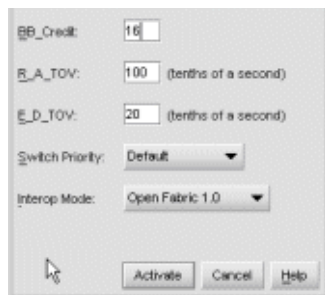 BB_Credit: 16
R_A_TOV: 100 (tenths of a second)
E_D_TOV: 20 (tenths of a second)
Switch Priority: Default
Interop Mode: Open Fabric 1.0
Activate Cancel Help